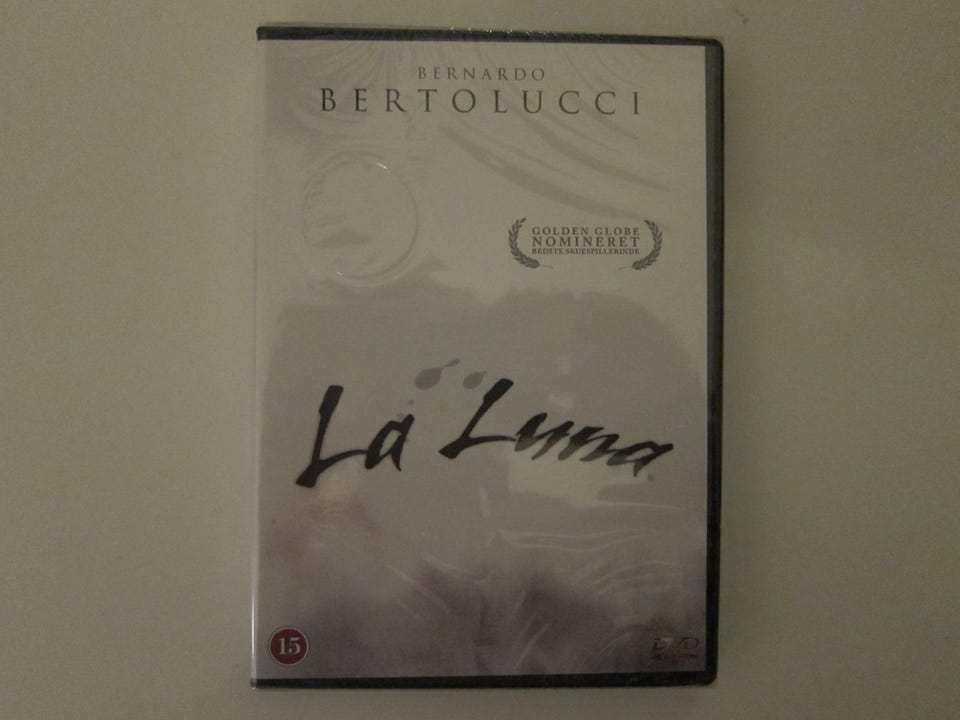 BERNARDO
BERTOLUCCI
GOLDEN GLOBE
NOMINERET
BEDSTE SKUESPILLERINDE
La Luna
15
DVD